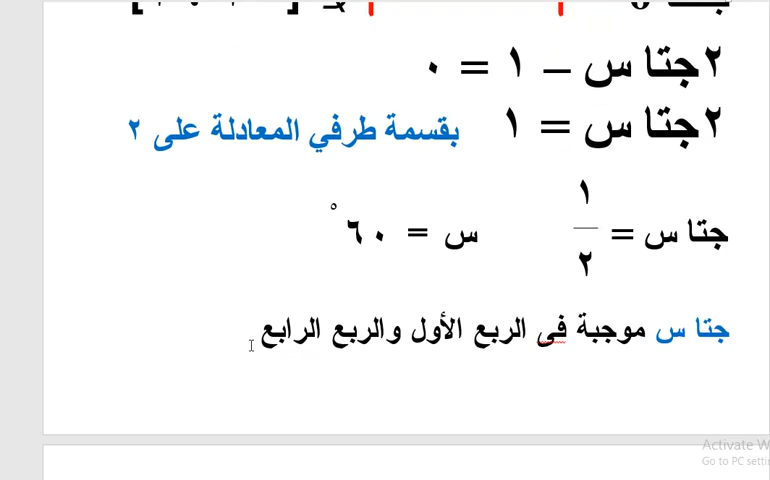 ٢جتا س – ١ = ٠
٢جتا س = ١ بقسمة طرفي المعادلة على ٢
جتا س = ١/٢ س = ٦٠°
جتا س موجبة فى الربع الأول والربع الرابع
Activate W
Go to PC setti